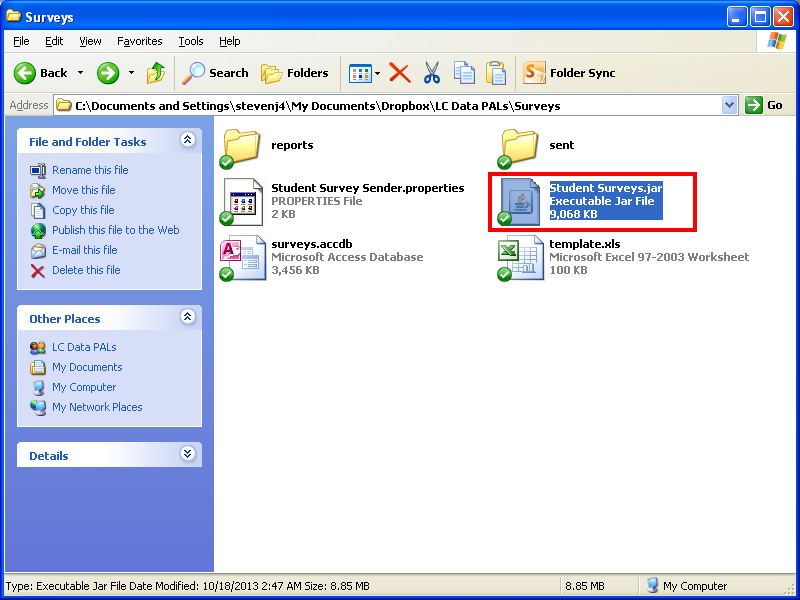 Surveys
File Edit View Favorites Tools Help
Back Search Folders Folder Sync
Address C:\Documents and Settings\stevenj4\My Documents\Dropbox\LC Data PALs\Surveys Go
File and Folder Tasks
Rename this file
Move this file
Copy this file
Publish this file to the Web
E-mail this file
Delete this file
Other Places
LC Data PALs
My Documents
My Computer
My Network Places
Details
reports
sent
Student Survey Sender.properties
PROPERTIES File
2 KB
Student Surveys.jar
Executable Jar File
9,068 KB
surveys.accdb
Microsoft Access Database
3,456 KB
template.xls
Microsoft Excel 97-2003 Worksheet
100 KB
Type: Executable Jar File Date Modified: 10/18/2013 2:47 AM Size: 8.85 MB 8.85 MB My Computer